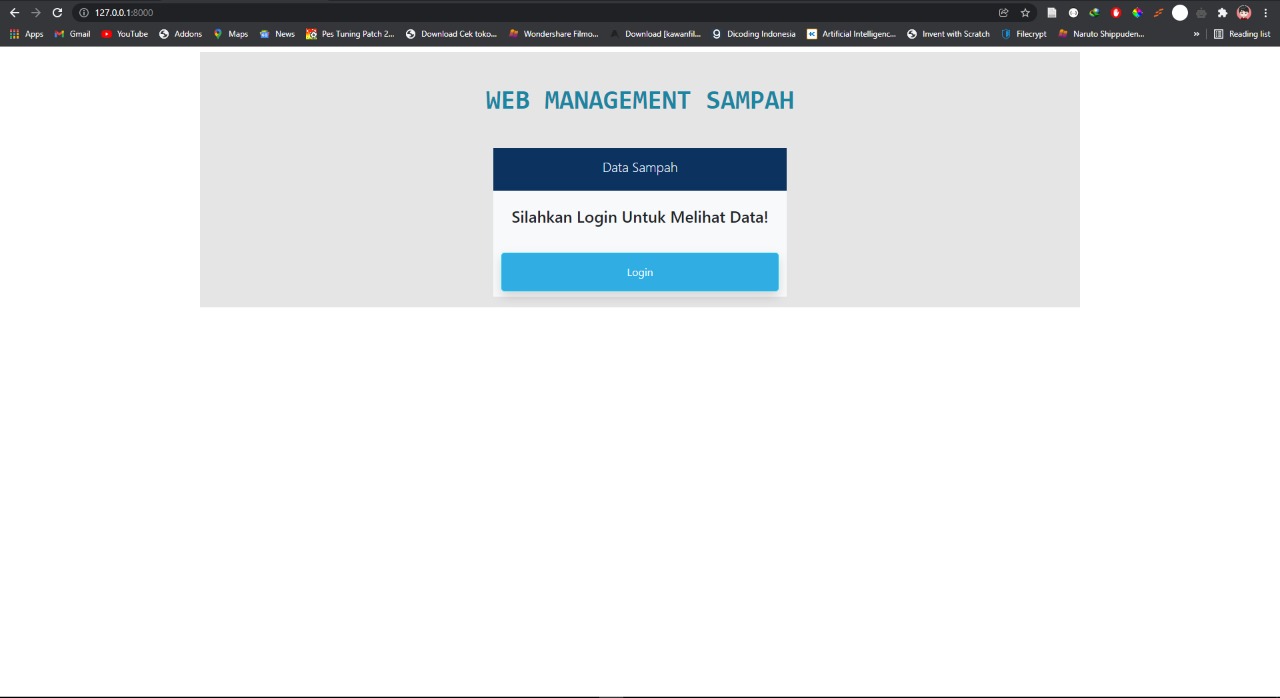 127.0.0.1:8000
Apps Gmail YouTube Addons Maps News Pes Tuning Patch 2... Download Cek toko... Wondershare Filmo... Download [kawanfil... Dicoding Indonesia Artificial Intelligenc... Invent with Scratch Filecrypt Naruto Shippuden... » Reading list
WEB MANAGEMENT SAMPAH
Data Sampah
Silahkan Login Untuk Melihat Data!
Login